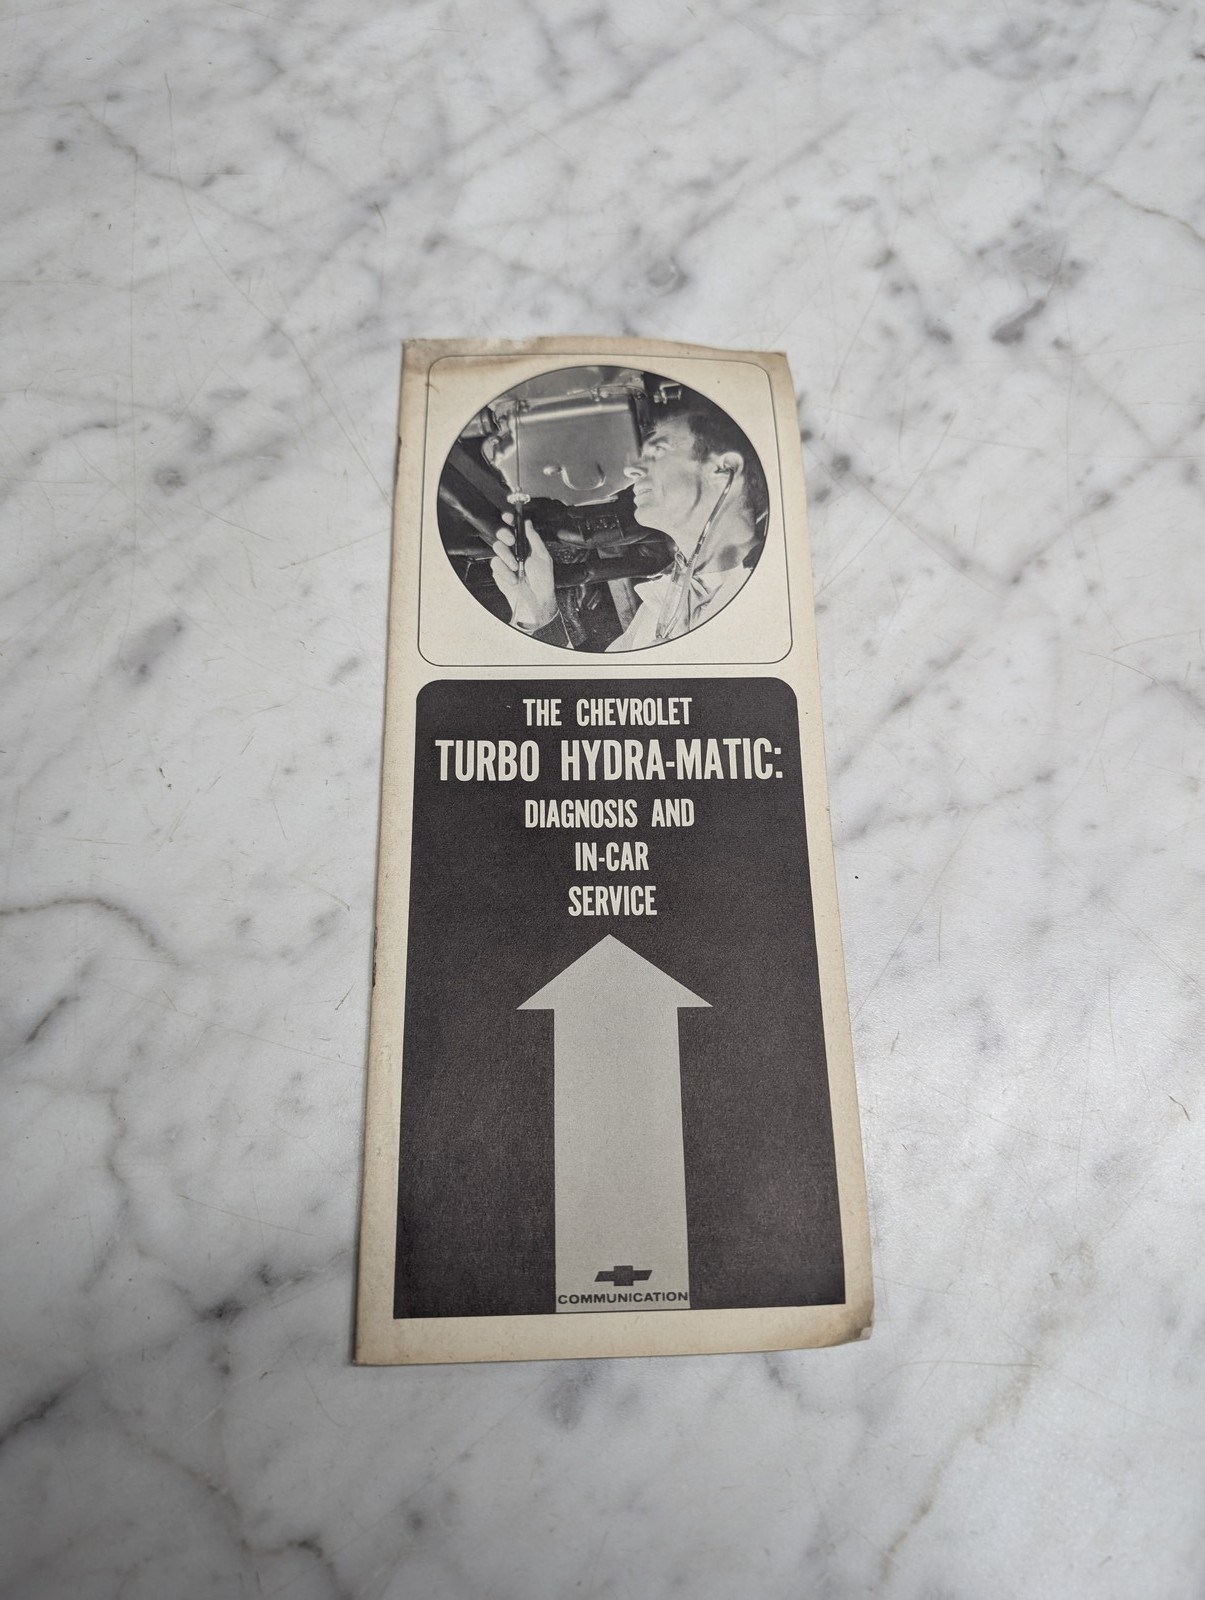 THE CHEVROLET
TURBO HYDRA-MATIC:
DIAGNOSIS AND
IN-CAR
SERVICE
COMMUNICATION